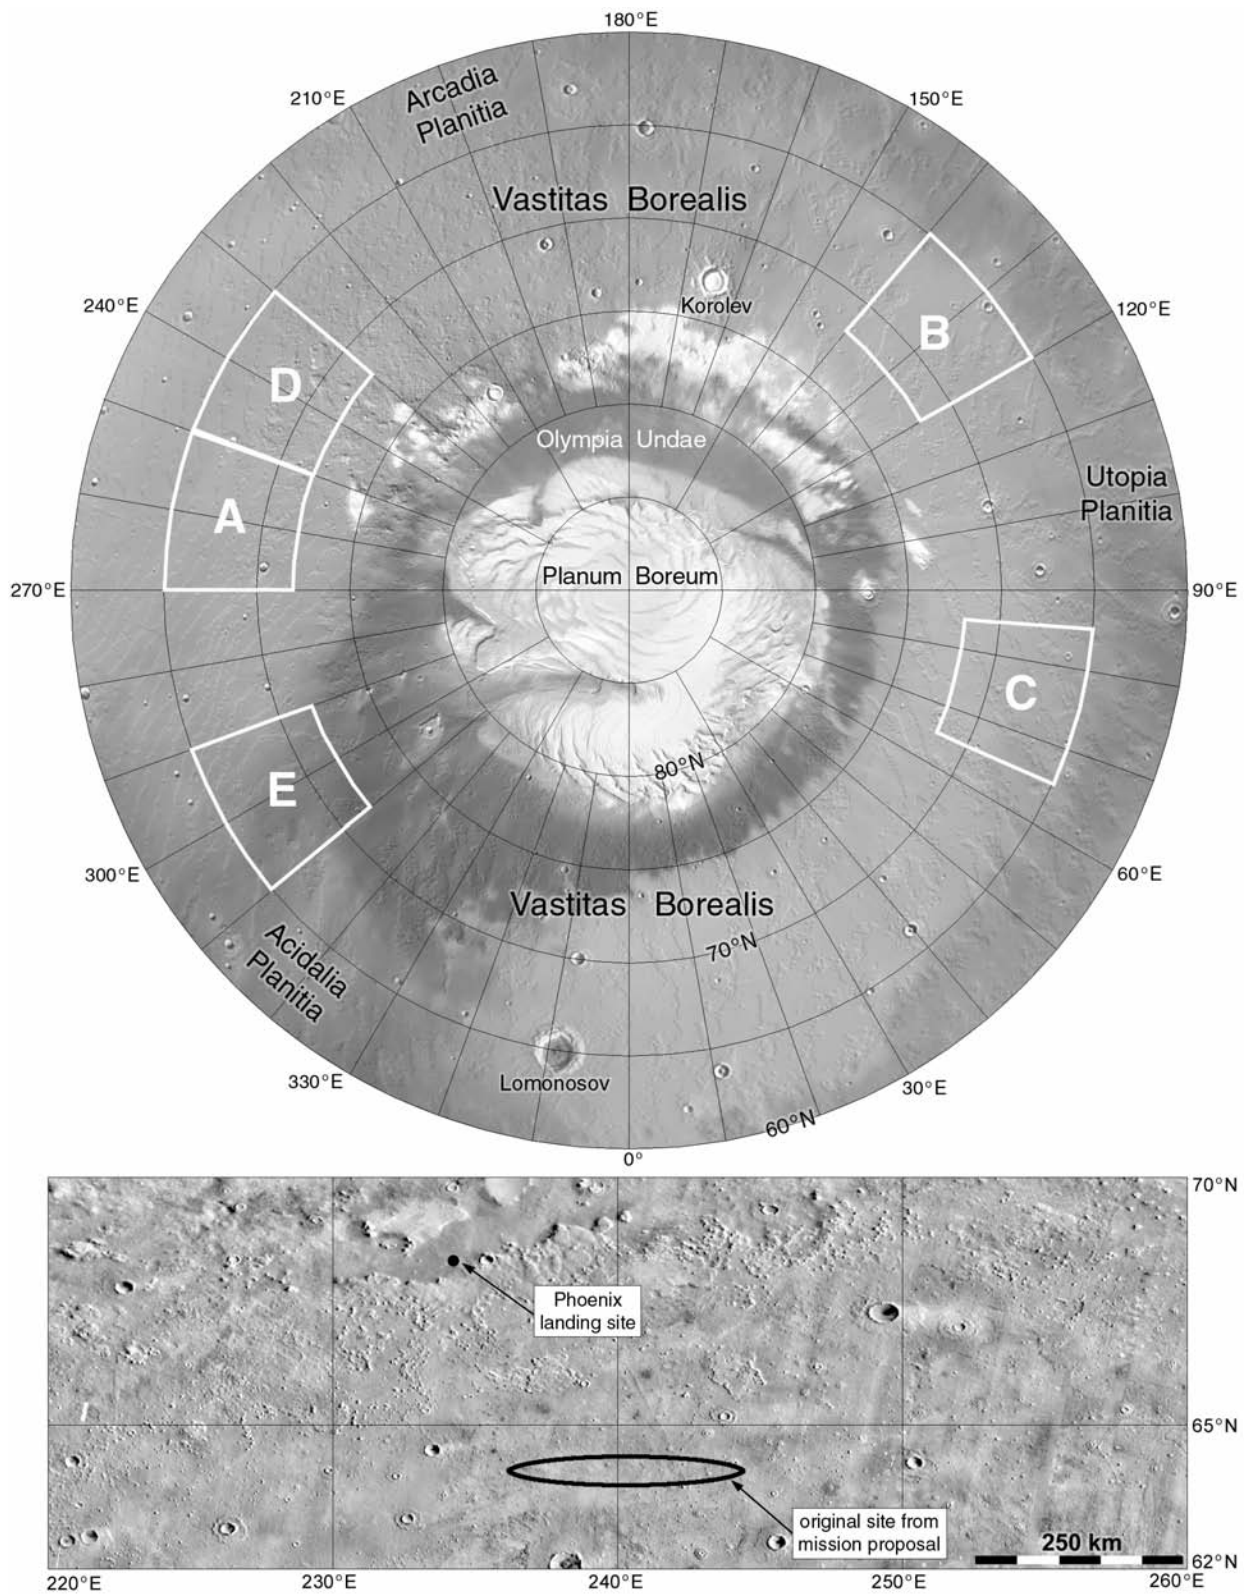 180°E
210°E
Arcadia
Planitia
150°E
Vastitas Borealis
240°E
Korolev
120°E
B
D
Olympia Undae
A
Utopia
Planitia
Planum Boreum
270°E
90°E
C
80°N
E
300°E
60°E
Vastitas Borealis
70°N
Acidalia
Planitia
330°E
Lomonosov
30°E
60°N
0°
70°N
Phoenix
landing site
65°N
original site from
mission proposal
250 km
62°N
220°E
230°E
240°E
250°E
260°E